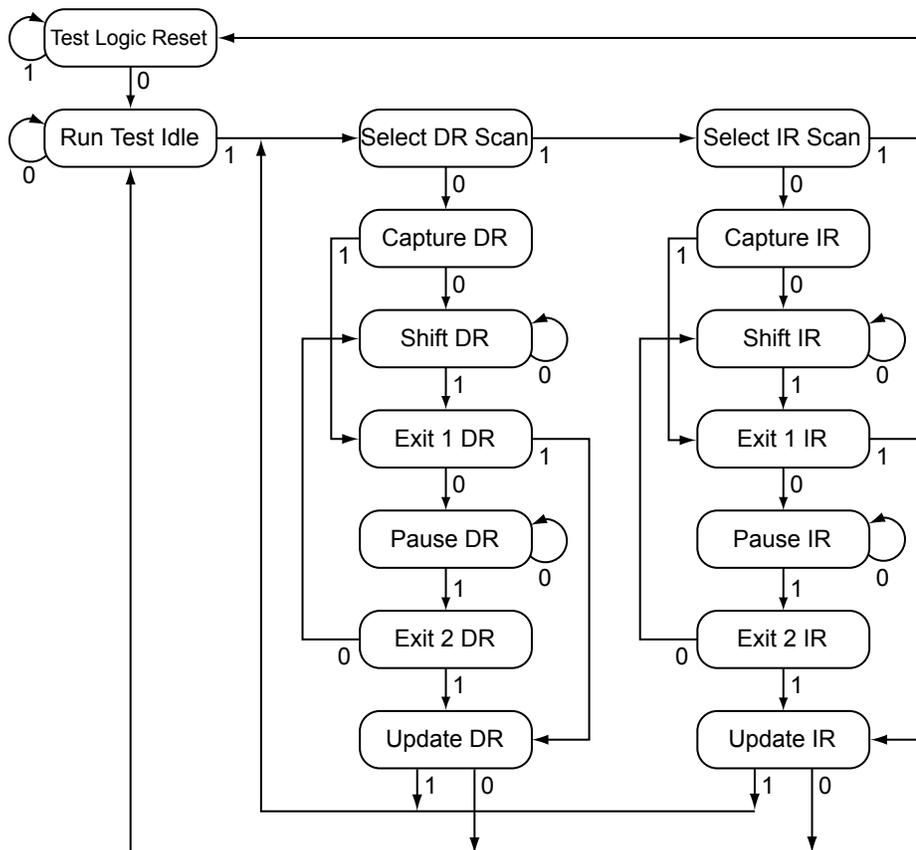 Test Logic Reset
1
0
Run Test Idle
1
Select DR Scan
1
Select IR Scan
1
0
0
0
Capture DR
Capture IR
1
0
1
0
Shift DR
Shift IR
1
0
1
0
Exit 1 DR
1
Exit 1 IR
1
0
0
Pause DR
Pause IR
1
0
1
0
Exit 2 DR
Exit 2 IR
0
1
0
1
Update DR
Update IR
1
0
1
0